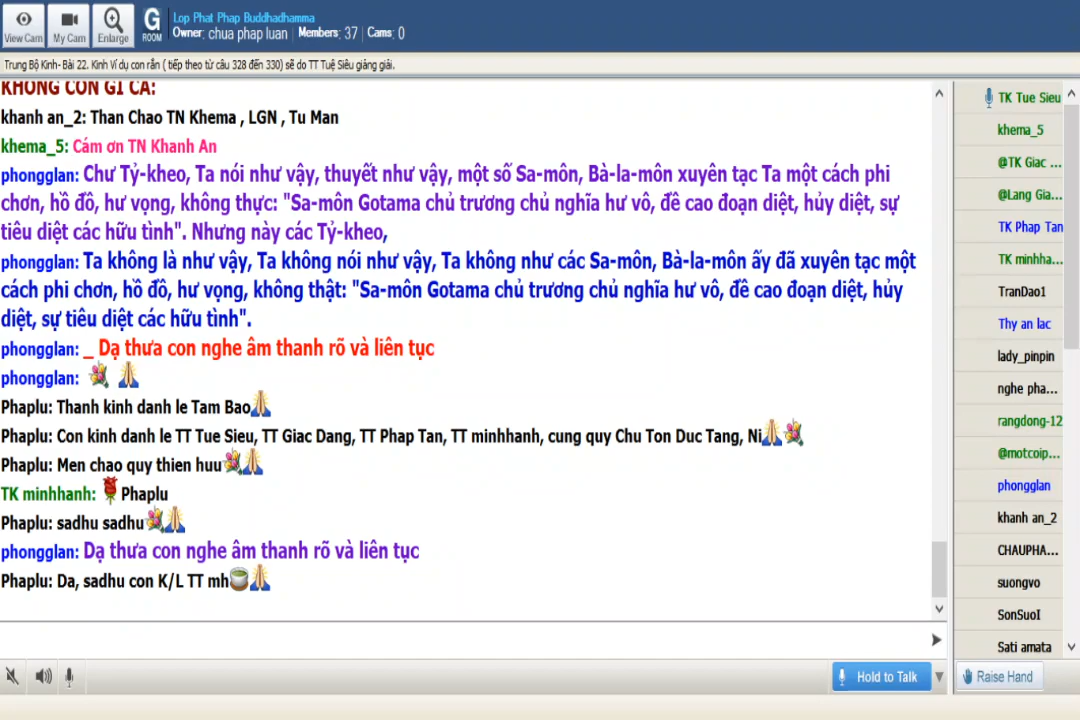 View Cam
My Cam
Enlarge
G
ROOM
Lop Phat Phap Buddhadhamma
Owner: chua phap luan | Members: 37 | Cams: 0
Trung Bộ Kinh- Bài 22. Kinh Ví dụ con rắn ( tiếp theo từ câu 328 đến 330) sẽ do TT Tuệ Siêu giảng giải.
KHÔNG CÒN GÌ CẢ:
khanh an_2: Than Chao TN Khema , LGN , Tu Man
khema_5: Cám ơn TN Khanh An
phongglan: Chư Tỷ-kheo, Ta nói như vậy, thuyết như vậy, một số Sa-môn, Bà-la-môn xuyên tạc Ta một cách phi
chơn, hồ đồ, hư vọng, không thực: "Sa-môn Gotama chủ trương chủ nghĩa hư vô, đề cao đoạn diệt, hủy diệt, sự
tiêu diệt các hữu tình". Nhưng này các Tỷ-kheo,
phongglan: Ta không là như vậy, Ta không nói như vậy, Ta không như các Sa-môn, Bà-la-môn ấy đã xuyên tạc một
cách phi chơn, hồ đồ, hư vọng, không thật: "Sa-môn Gotama chủ trương chủ nghĩa hư vô, đề cao đoạn diệt, hủy
diệt, sự tiêu diệt các hữu tình".
phongglan: _ Dạ thưa con nghe âm thanh rõ và liên tục
phongglan:
Phaplu: Thanh kinh danh le Tam Bao
Phaplu: Con kinh danh le TT Tue Sieu, TT Giac Dang, TT Phap Tan, TT minhhanh, cung quy Chu Ton Duc Tang, Ni
Phaplu: Men chao quy thien huu
TK minhhanh: Phaplu
Phaplu: sadhu sadhu
phongglan: Dạ thưa con nghe âm thanh rõ và liên tục
Phaplu: Da, sadhu con K/L TT mh
TK Tue Sieu
khema_5
@TK Giac ...
@Lang Gia...
TK Phap Tan
TK minhha...
TranDao1
Thy an lac
lady_pinpin
nghe pha...
rangdong-12
@motcoip...
phongglan
khanh an_2
CHAUPHA...
suongvo
SonSuoI
Sati amata
Hold to Talk
Raise Hand